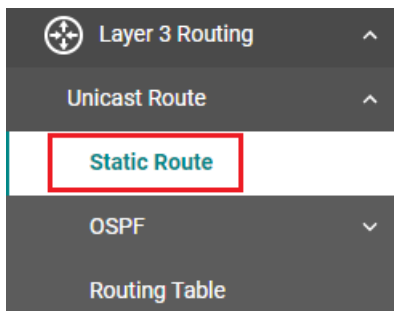 Layer 3 Routing
Unicast Route
Static Route
OSPF
Routing Table